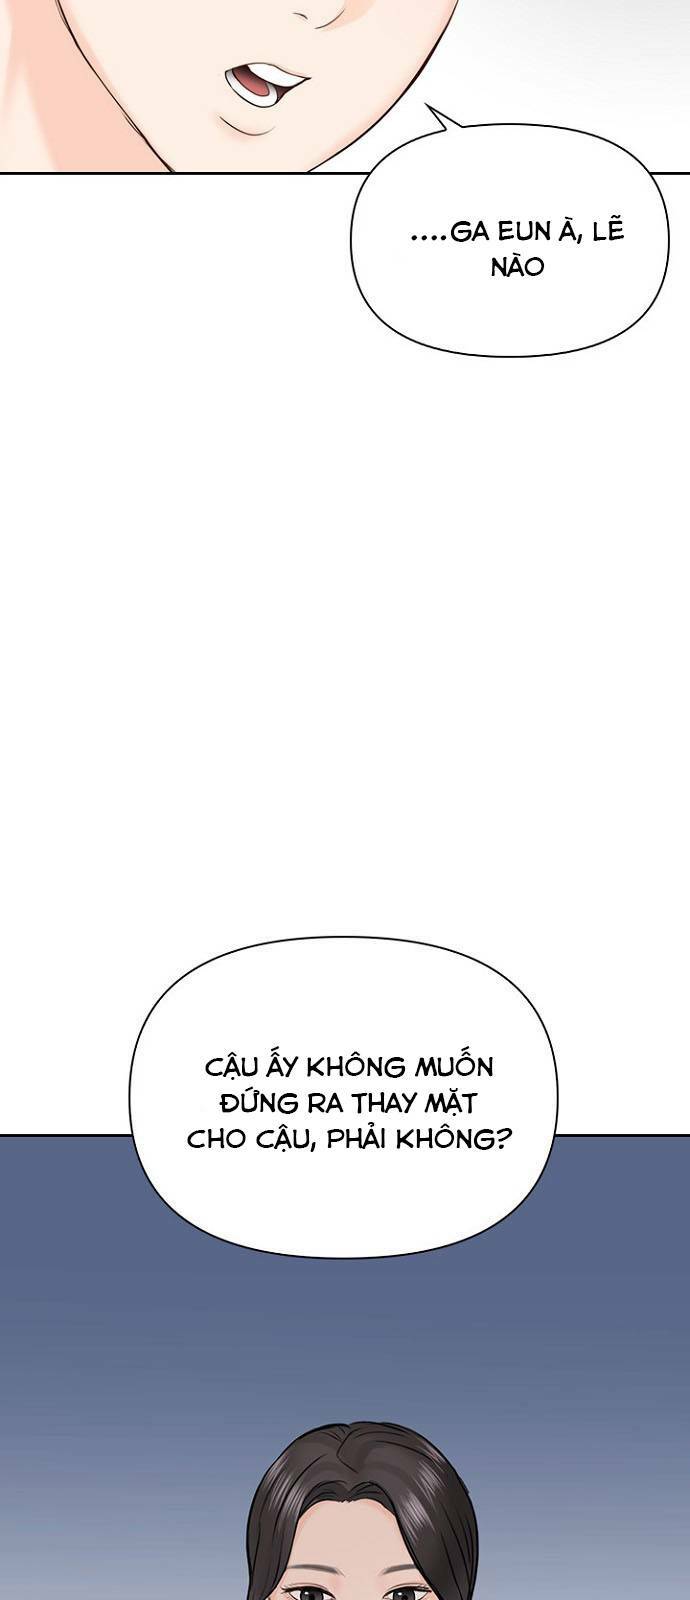 ....GA EUN À, LẼ
NÀO
CẬU ẤY KHÔNG MUỐN
ĐỨNG RA THAY MẶT
CHO CẬU, PHẢI KHÔNG?